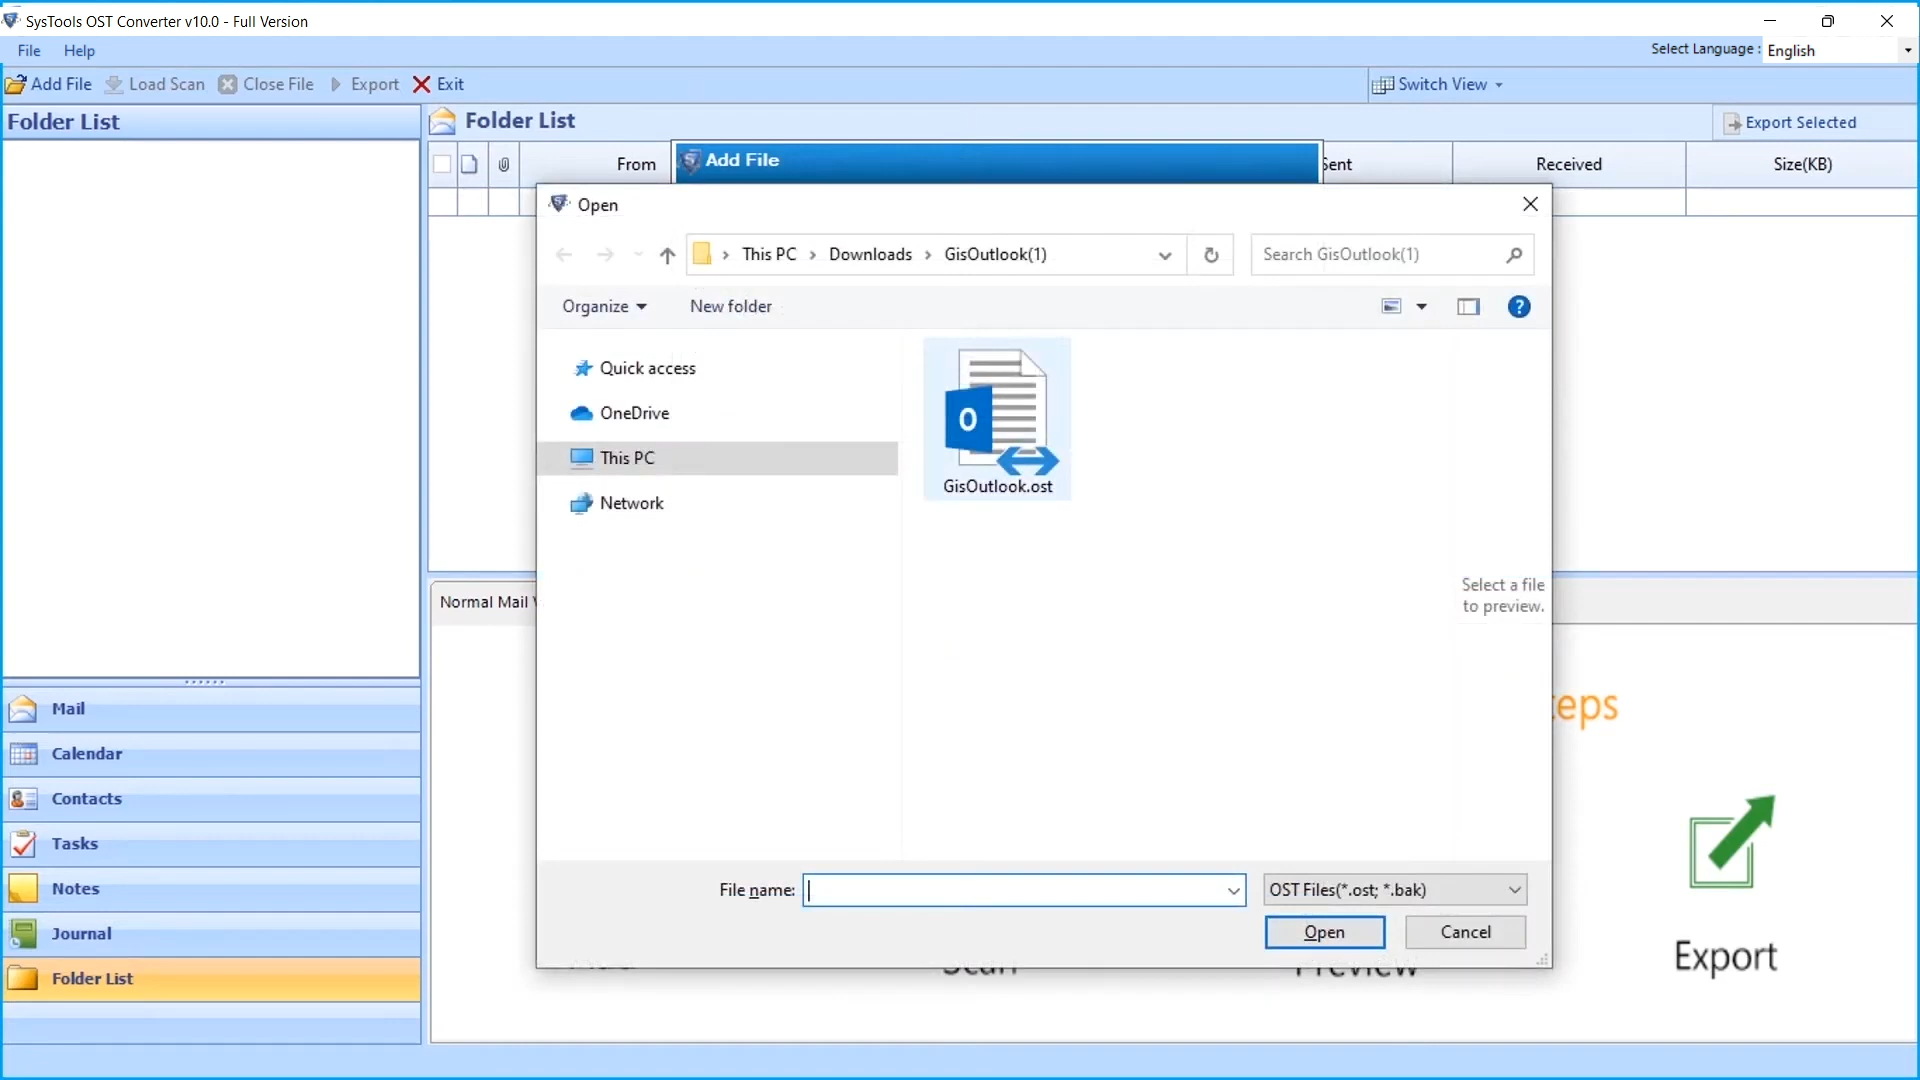 SysTools OST Converter v10.0 - Full Version
File Help
Select Language : English
Add File Load Scan Close File Export Exit
Switch View
Folder List
Folder List
Export Selected
From
Add File
Sent
Received
Size(KB)
Open
This PC > Downloads > GisOutlook(1)
Search GisOutlook(1)
Organize New folder
Quick access
OneDrive
This PC
Network
GisOutlook.ost
Select a file
to preview.
File name:
OST Files(*.ost; *.bak)
Open Cancel
Normal Mail
Mail
Calendar
Contacts
Tasks
Notes
Journal
Folder List
Scan
Preview
Export